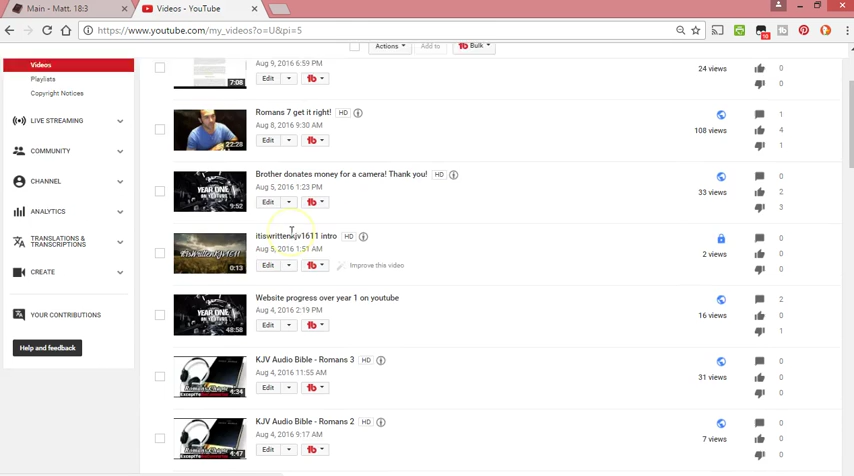 Main - Matt. 18:3
Videos - YouTube
https://www.youtube.com/my_videos?o=U&pi=5
10
Actions
Add to
Bulk
Videos
Playlists
Copyright Notices
LIVE STREAMING
COMMUNITY
CHANNEL
ANALYTICS
TRANSLATIONS &
TRANSCRIPTIONS
CREATE
YOUR CONTRIBUTIONS
Help and feedback
7:08
Aug 9, 2016 6:59 PM
Edit
24 views
0
0
22:28
Romans 7 get it right! HD
Aug 8, 2016 9:30 AM
Edit
108 views
1
4
1
YEAR ONE
9:52
Brother donates money for a camera! Thank you! HD
Aug 5, 2016 1:23 PM
Edit
33 views
0
2
3
itiswrittenkjv1611
0:13
itiswrittenkjv1611 intro HD
Aug 5, 2016 1:51 AM
Edit
Improve this video
2 views
0
0
0
YEAR ONE
48:58
Website progress over year 1 on youtube
Aug 4, 2016 2:19 PM
Edit
16 views
2
0
1
4:34
KJV Audio Bible - Romans 3 HD
Aug 4, 2016 11:55 AM
Edit
31 views
0
0
0
4:47
KJV Audio Bible - Romans 2 HD
Aug 4, 2016 9:17 AM
Edit
7 views
0
0
0